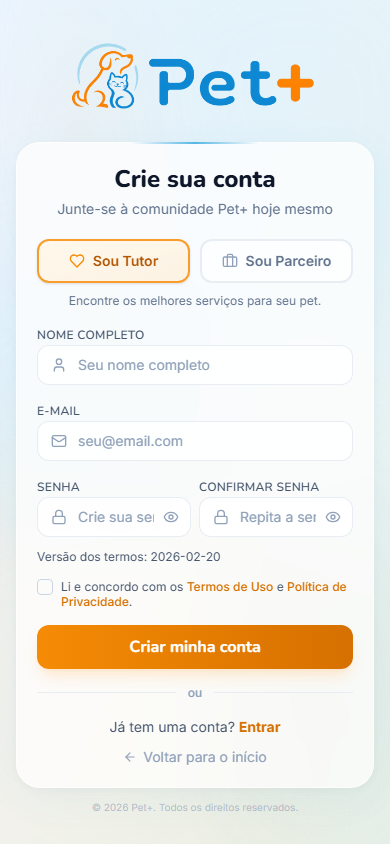 Pet+
Crie sua conta
Junte-se à comunidade Pet+ hoje mesmo
Sou Tutor
Sou Parceiro
Encontre os melhores serviços para seu pet.
NOME COMPLETO
Seu nome completo
E-MAIL
seu@email.com
SENHA
CONFIRMAR SENHA
Crie sua
Repita a
Versão dos termos: 2026-02-20
Li e concordo com os Termos de Uso e Política de
Privacidade.
Criar minha conta
ou
Já tem uma conta? Entrar
← Voltar para o início
© 2026 Pet+. Todos os direitos reservados.